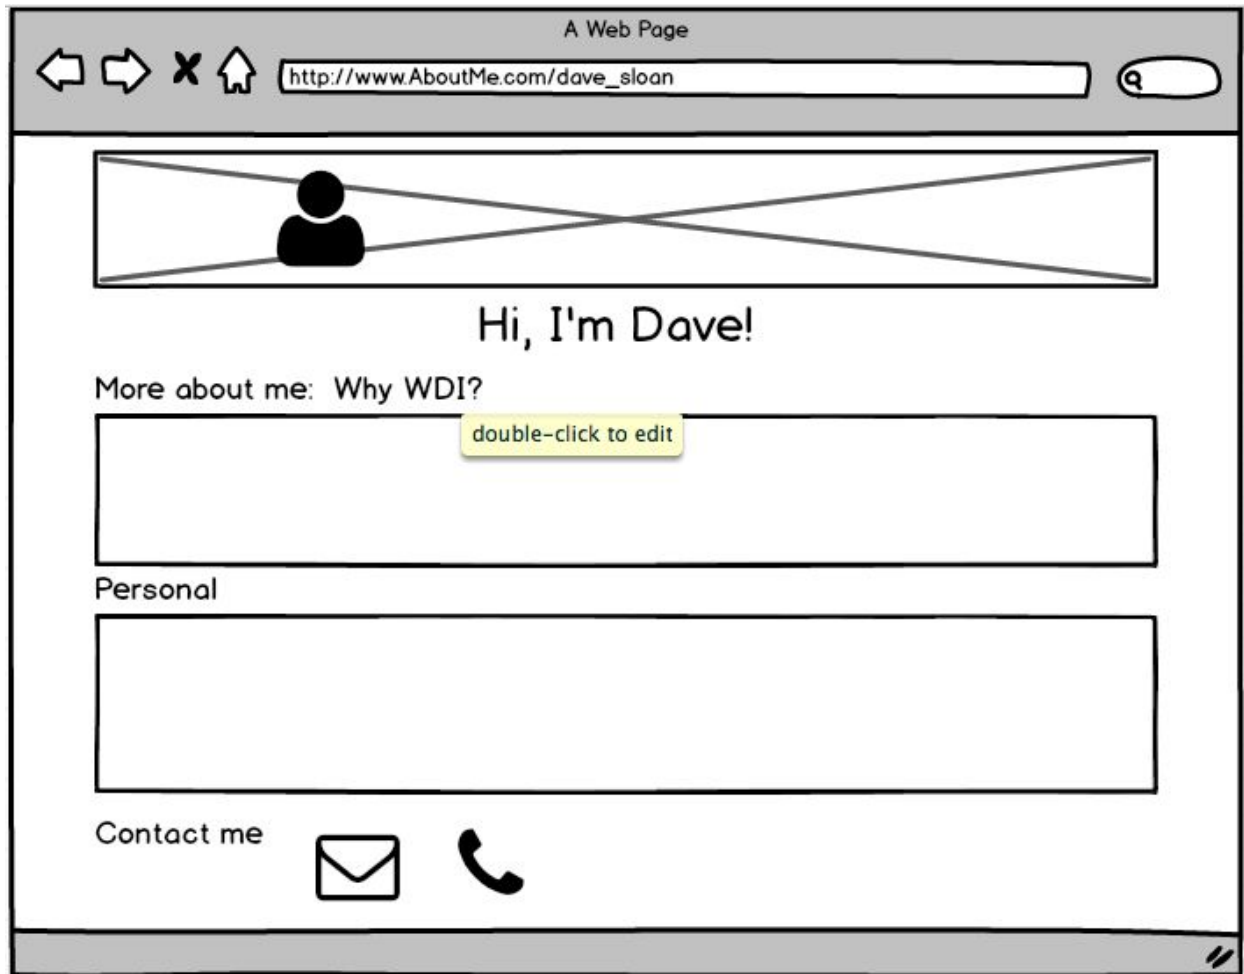 A Web Page
http://www.AboutMe.com/dave_sloan
Hi, I'm Dave!
More about me:  Why WDI?
double-click to edit
Personal
Contact me